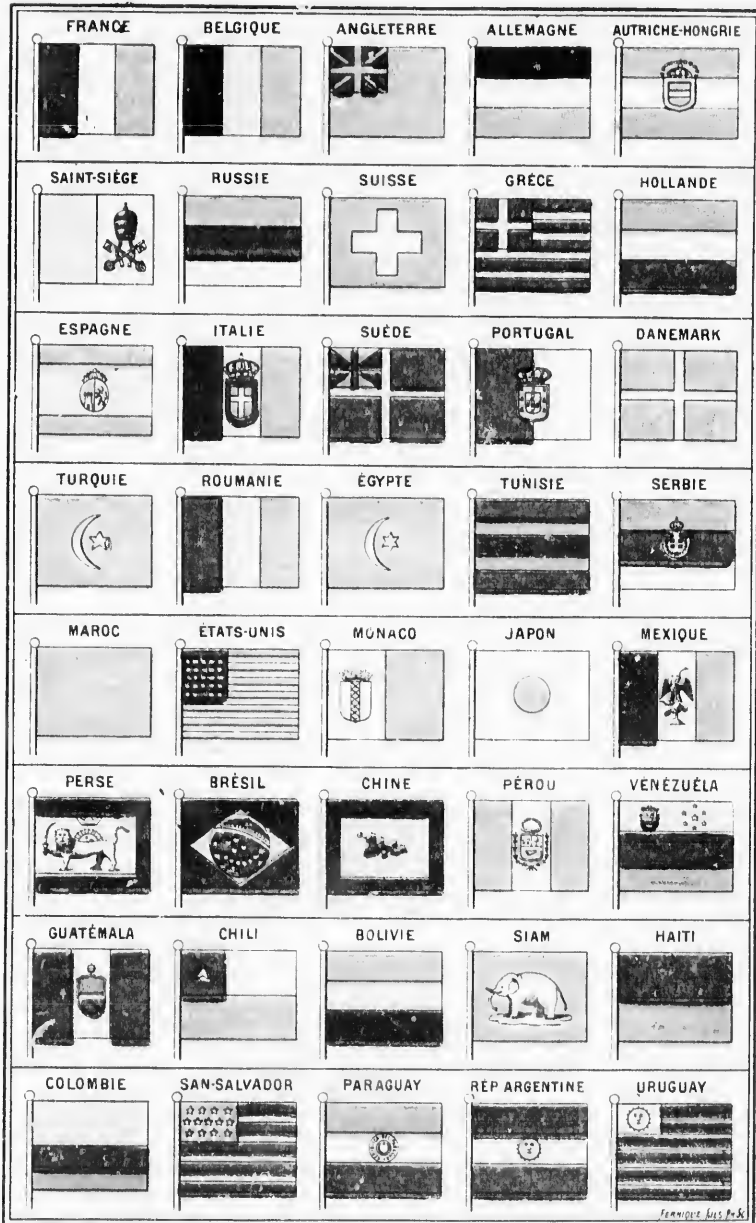 FRANCE BELGIQUE ANGLETERRE ALLEMAGNE AUTRICHE-HONGRIE
SAINT-SIÈGE RUSSIE SUISSE GRÈCE HOLLANDE
ESPAGNE ITALIE SUÈDE PORTUGAL DANEMARK
TURQUIE ROUMANIE ÉGYPTE TUNISIE SERBIE
MAROC ÉTATS-UNIS MONACO JAPON MEXIQUE
PERSE BRÉSIL CHINE PÉROU VÉNÉZUÉLA
GUATÉMALA CHILI BOLIVIE SIAM HAITI
COLOMBIE SAN-SALVADOR PARAGUAY RÉP ARGENTINE URUGUAY